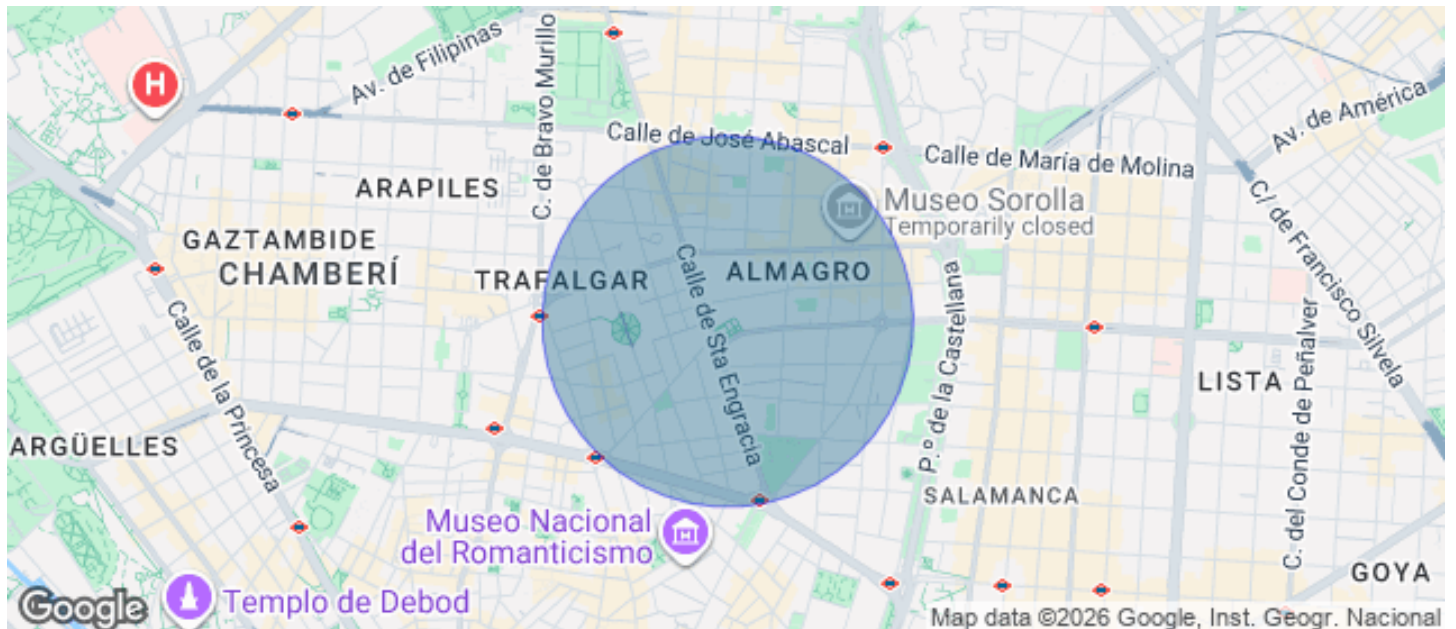 H
Av. de Filipinas
C. de Bravo Murillo
Calle de José Abascal
Av. de América
Calle de María de Molina
ARAPILES
Museo Sorolla
Temporarily closed
C/ de Francisco Silvela
GAZTAMBIDE
CHAMBERÍ
TRAFALGAR
ALMAGRO
Calle de Sta Engracia
Calle de la Princesa
P.º de la Castellana
LISTA
C. del Conde de Peñalver
ARGÜELLES
SALAMANCA
Museo Nacional
del Romanticismo
GOYA
Templo de Debod
Google
Map data ©2026 Google, Inst. Geogr. Nacional